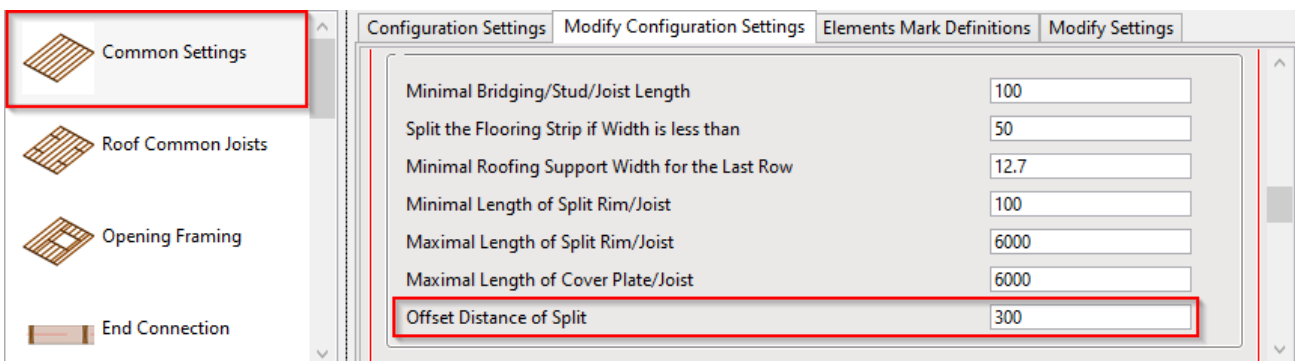 Common Settings
Roof Common Joists
Opening Framing
End Connection
Configuration Settings Modify Configuration Settings Elements Mark Definitions Modify Settings
Minimal Bridging/Stud/Joist Length 100
Split the Flooring Strip if Width is less than 50
Minimal Roofing Support Width for the Last Row 12.7
Minimal Length of Split Rim/Joist 100
Maximal Length of Split Rim/Joist 6000
Maximal Length of Cover Plate/Joist 6000
Offset Distance of Split 300